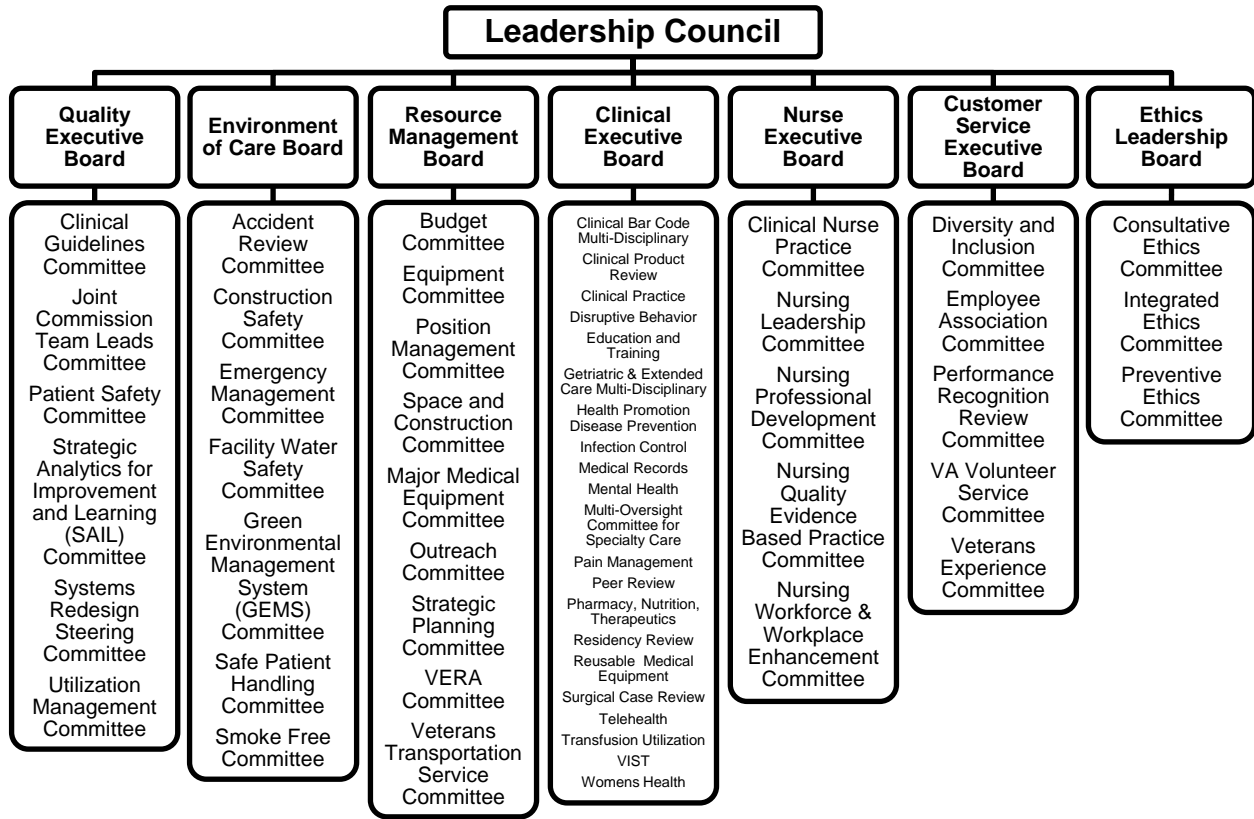 Leadership Council
Quality
Executive
Board
Clinical
Guidelines
Committee
Joint
Commission
Team Leads
Committee
Patient Safety
Committee
Strategic
Analytics for
Improvement
and Learning
(SAIL)
Committee
Systems
Redesign
Steering
Committee
Utilization
Management
Committee
Environment
of Care Board
Accident
Review
Committee
Construction
Safety
Committee
Emergency
Management
Committee
Facility Water
Safety
Committee
Green
Environmental
Management
System
(GEMS)
Committee
Safe Patient
Handling
Committee
Smoke Free
Committee
Resource
Management
Board
Budget
Committee
Equipment
Committee
Position
Management
Committee
Space and
Construction
Committee
Major Medical
Equipment
Committee
Outreach
Committee
Strategic
Planning
Committee
VERA
Committee
Veterans
Transportation
Service
Committee
Clinical
Executive
Board
Clinical Bar Code
Multi-Disciplinary
Clinical Product
Review
Clinical Practice
Disruptive Behavior
Education and
Training
Getriatric & Extended
Care Multi-Disciplinary
Health Promotion
Disease Prevention
Infection Control
Medical Records
Mental Health
Multi-Oversight
Committee for
Specialty Care
Pain Management
Peer Review
Pharmacy, Nutrition,
Therapeutics
Residency Review
Reusable Medical
Equipment
Surgical Case Review
Telehealth
Transfusion Utilization
VIST
Womens Health
Nurse
Executive
Board
Clinical Nurse
Practice
Committee
Nursing
Leadership
Committee
Nursing
Professional
Development
Committee
Nursing
Quality
Evidence
Based Practice
Committee
Nursing
Workforce &
Workplace
Enhancement
Committee
Customer
Service
Executive
Board
Diversity and
Inclusion
Committee
Employee
Association
Committee
Performance
Recognition
Review
Committee
VA Volunteer
Service
Committee
Veterans
Experience
Committee
Ethics
Leadership
Board
Consultative
Ethics
Committee
Integrated
Ethics
Committee
Preventive
Ethics
Committee